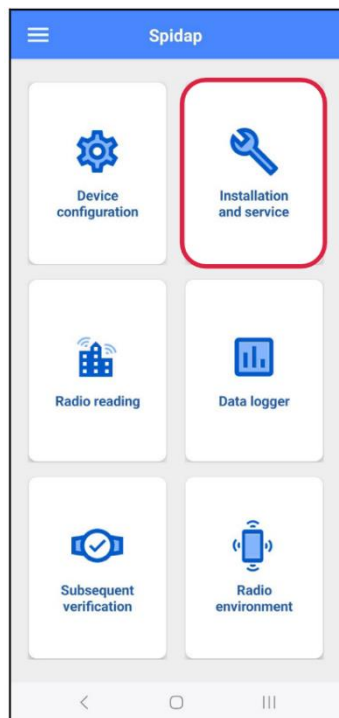 Spidap
Device
configuration
Installation
and service
Radio reading
Data logger
Subsequent
verification
Radio
environment